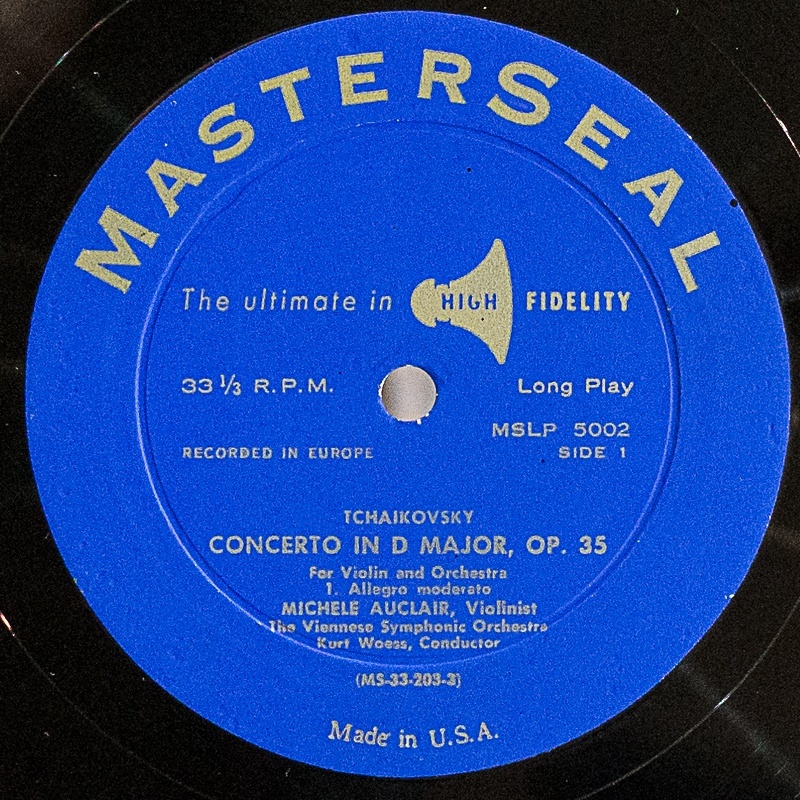 MASTERSEAL
The ultimate in HIGH FIDELITY
33 ⅓ R.P.M. Long Play
MSLP 5002
RECORDED IN EUROPE SIDE 1
TCHAIKOVSKY
CONCERTO IN D MAJOR, OP. 35
For Violin and Orchestra
1. Allegro moderato
MICHELE AUCLAIR, Violinist
The Viennese Symphonic Orchestra
Kurt Woess, Conductor
(MS-33-203-3)
Made in U.S.A.